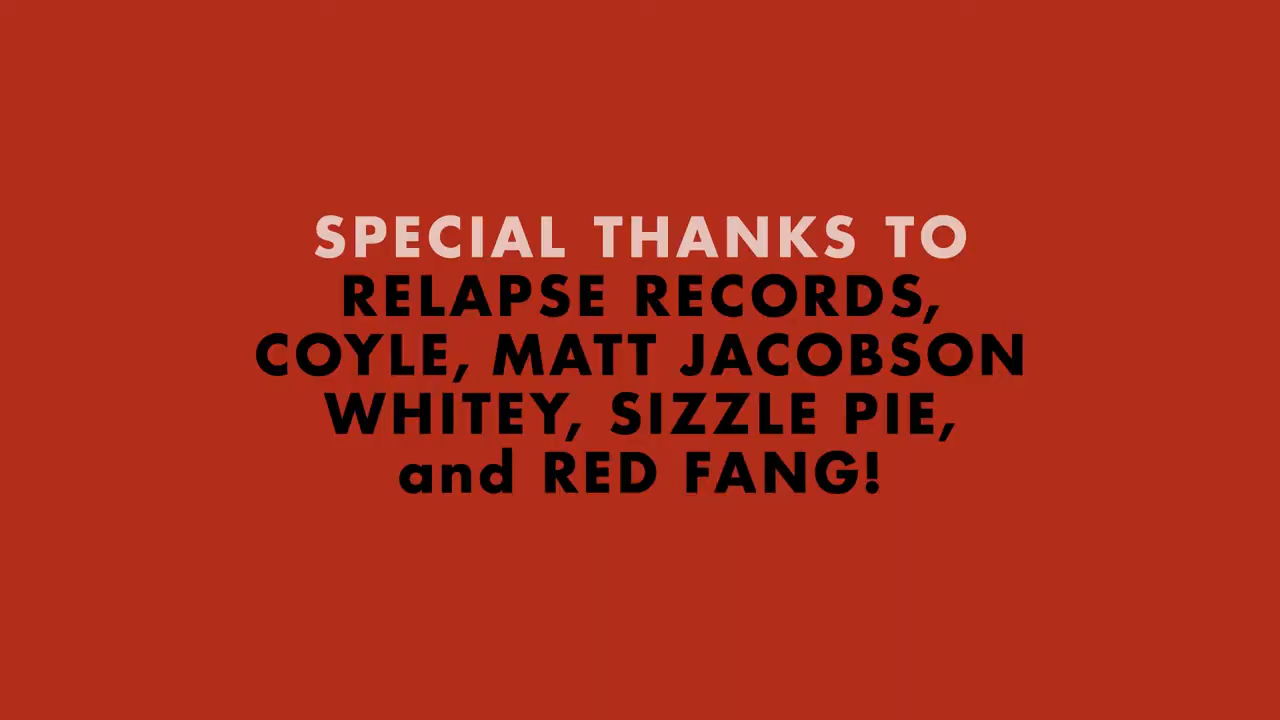 SPECIAL THANKS TO
RELAPSE RECORDS,
COYLE, MATT JACOBSON
WHITEY, SIZZLE PIE,
and RED FANG!